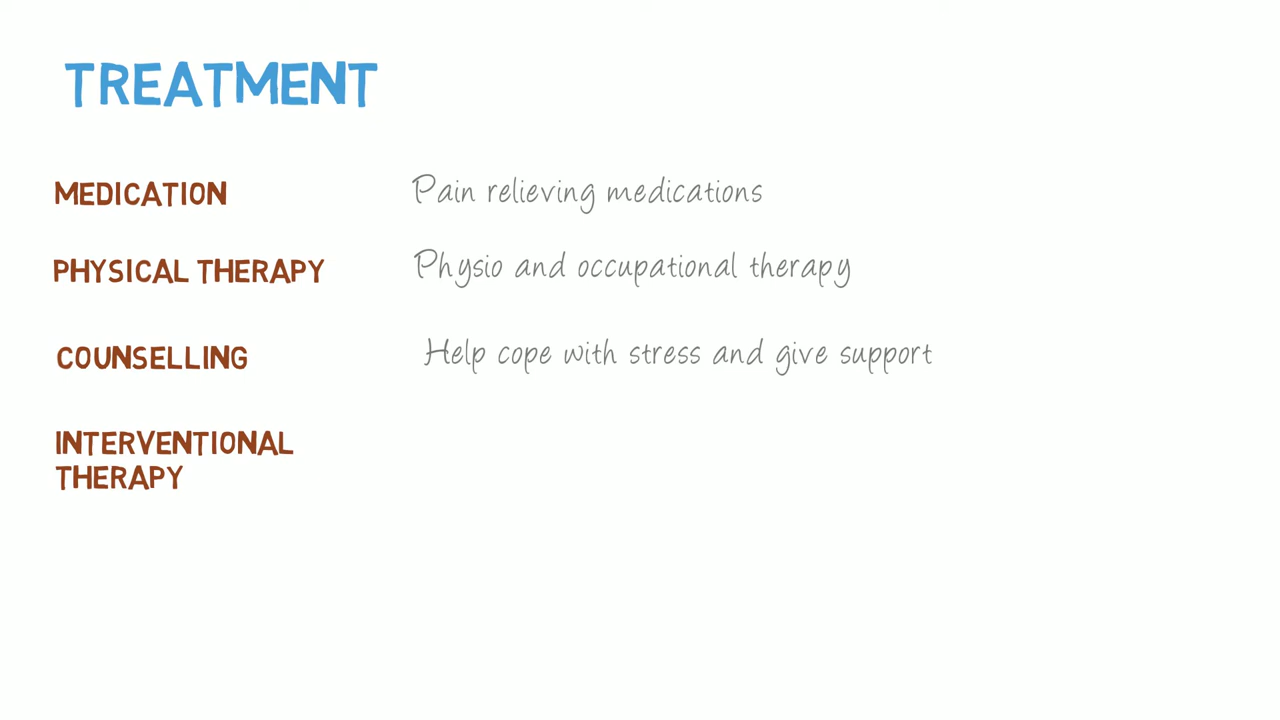 TREATMENT
MEDICATION Pain relieving medications
PHYSICAL THERAPY Physio and occupational therapy
COUNSELLING Help cope with stress and give support
INTERVENTIONAL
THERAPY